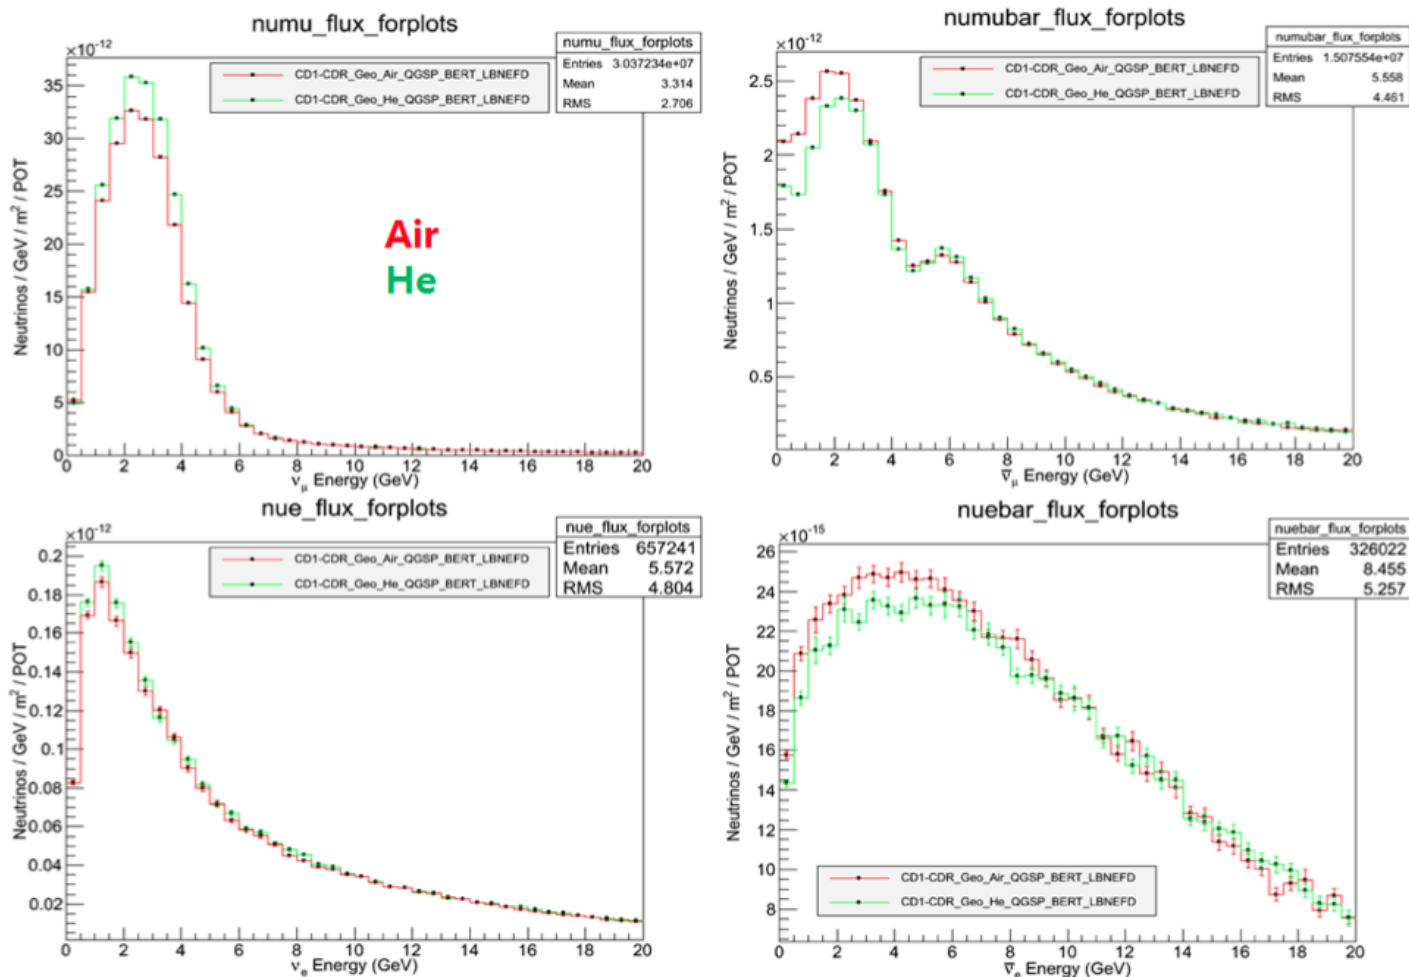 numu_flux_forplots
×10⁻¹²
numu_flux_forplots
Entries 3.037234e+07
Mean 3.314
RMS 2.706
CD1-CDR_Geo_Air_QGSP_BERT_LBNEFD
CD1-CDR_Geo_He_QGSP_BERT_LBNEFD
Neutrinos / GeV / m² / POT
35
30
25
20
15
10
5
0
Air
He
0 2 4 6 8 10 12 14 16 18 20
νμ Energy (GeV)
numubar_flux_forplots
×10⁻¹²
numubar_flux_forplots
Entries 1.507554e+07
Mean 5.558
RMS 4.461
CD1-CDR_Geo_Air_QGSP_BERT_LBNEFD
CD1-CDR_Geo_He_QGSP_BERT_LBNEFD
Neutrinos / GeV / m² / POT
2.5
2
1.5
1
0.5
0 2 4 6 8 10 12 14 16 18 20
ν̅μ Energy (GeV)
nue_flux_forplots
×10⁻¹²
nue_flux_forplots
Entries 657241
Mean 5.572
RMS 4.804
CD1-CDR_Geo_Air_QGSP_BERT_LBNEFD
CD1-CDR_Geo_He_QGSP_BERT_LBNEFD
Neutrinos / GeV / m² / POT
0.2
0.18
0.16
0.14
0.12
0.1
0.08
0.06
0.04
0.02
0 2 4 6 8 10 12 14 16 18 20
νe Energy (GeV)
nuebar_flux_forplots
×10⁻¹⁵
nuebar_flux_forplots
Entries 326022
Mean 8.455
RMS 5.257
Neutrinos / GeV / m² / POT
26
24
22
20
18
16
14
12
10
8
CD1-CDR_Geo_Air_QGSP_BERT_LBNEFD
CD1-CDR_Geo_He_QGSP_BERT_LBNEFD
0 2 4 6 8 10 12 14 16 18 20
ν̅e Energy (GeV)